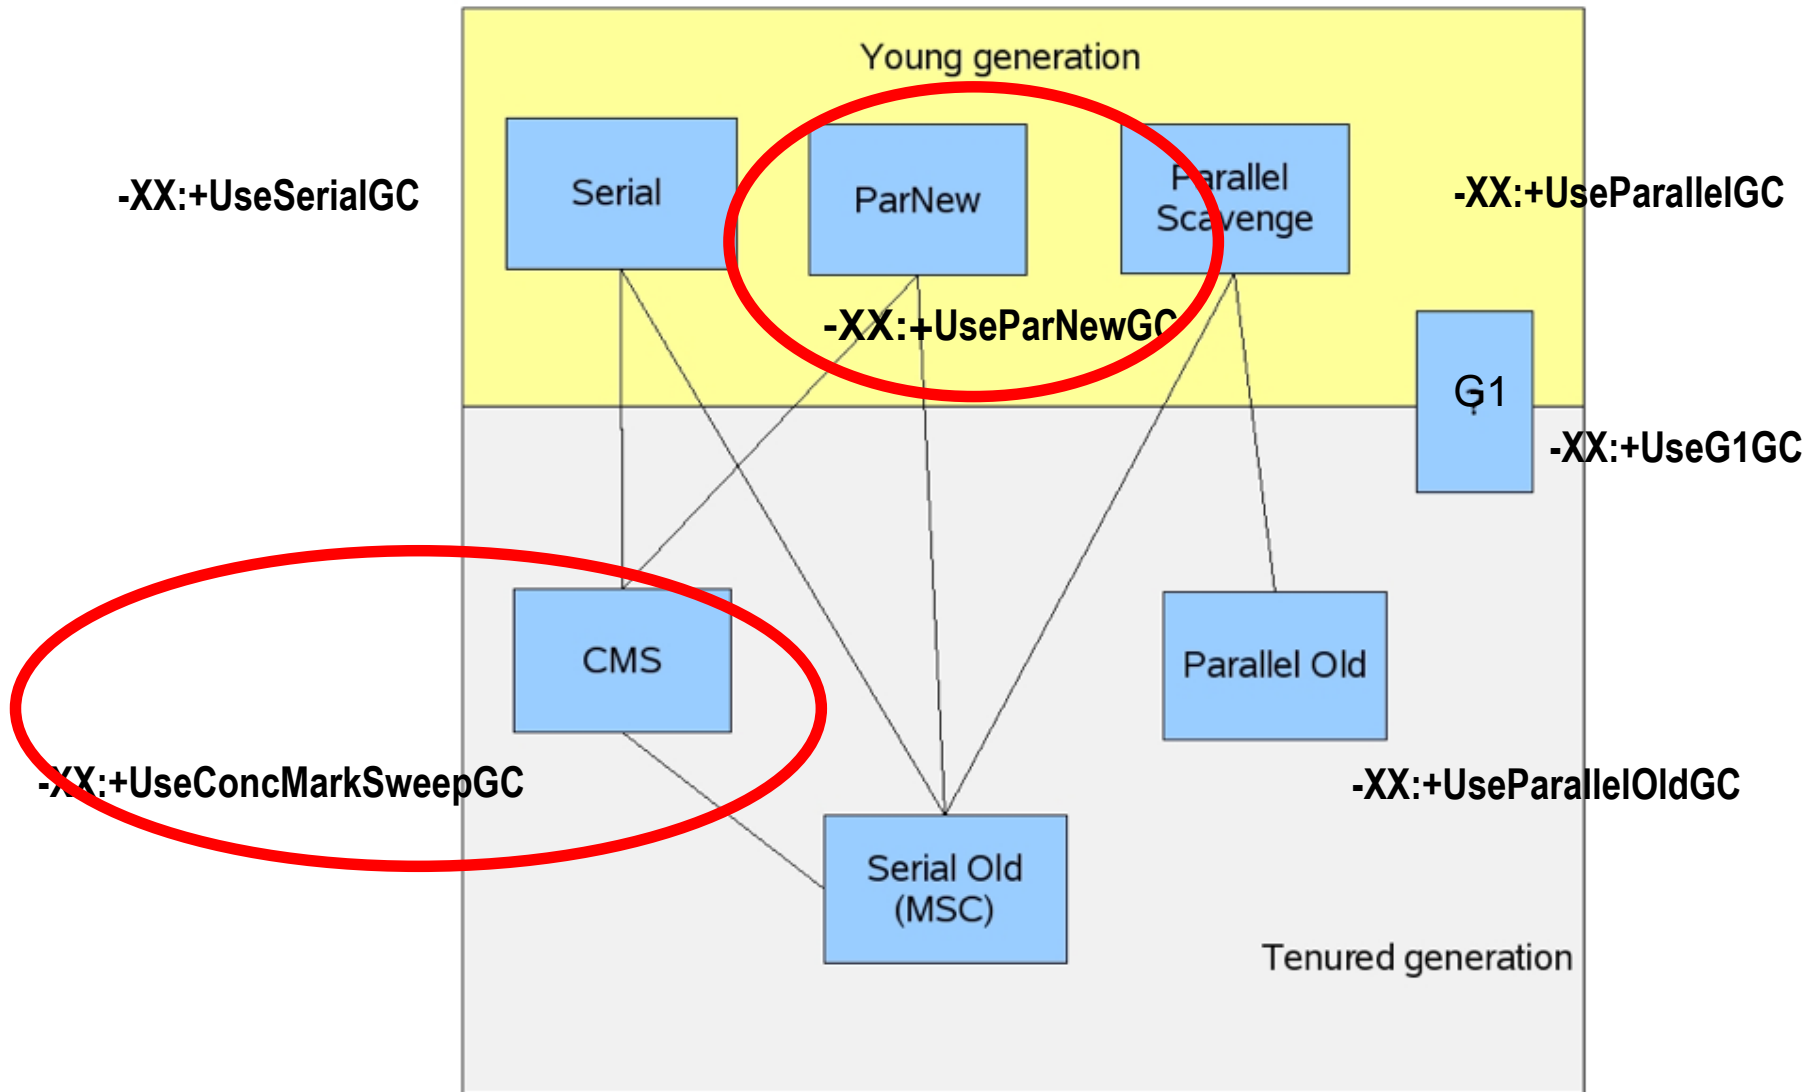 Young generation
-XX:+UseSerialGC
Serial
ParNew
Parallel
Scavenge
-XX:+UseParallelGC
-XX:+UseParNewGC
G1
-XX:+UseG1GC
CMS
Parallel Old
-XX:+UseConcMarkSweepGC
-XX:+UseParallelOldGC
Serial Old
(MSC)
Tenured generation